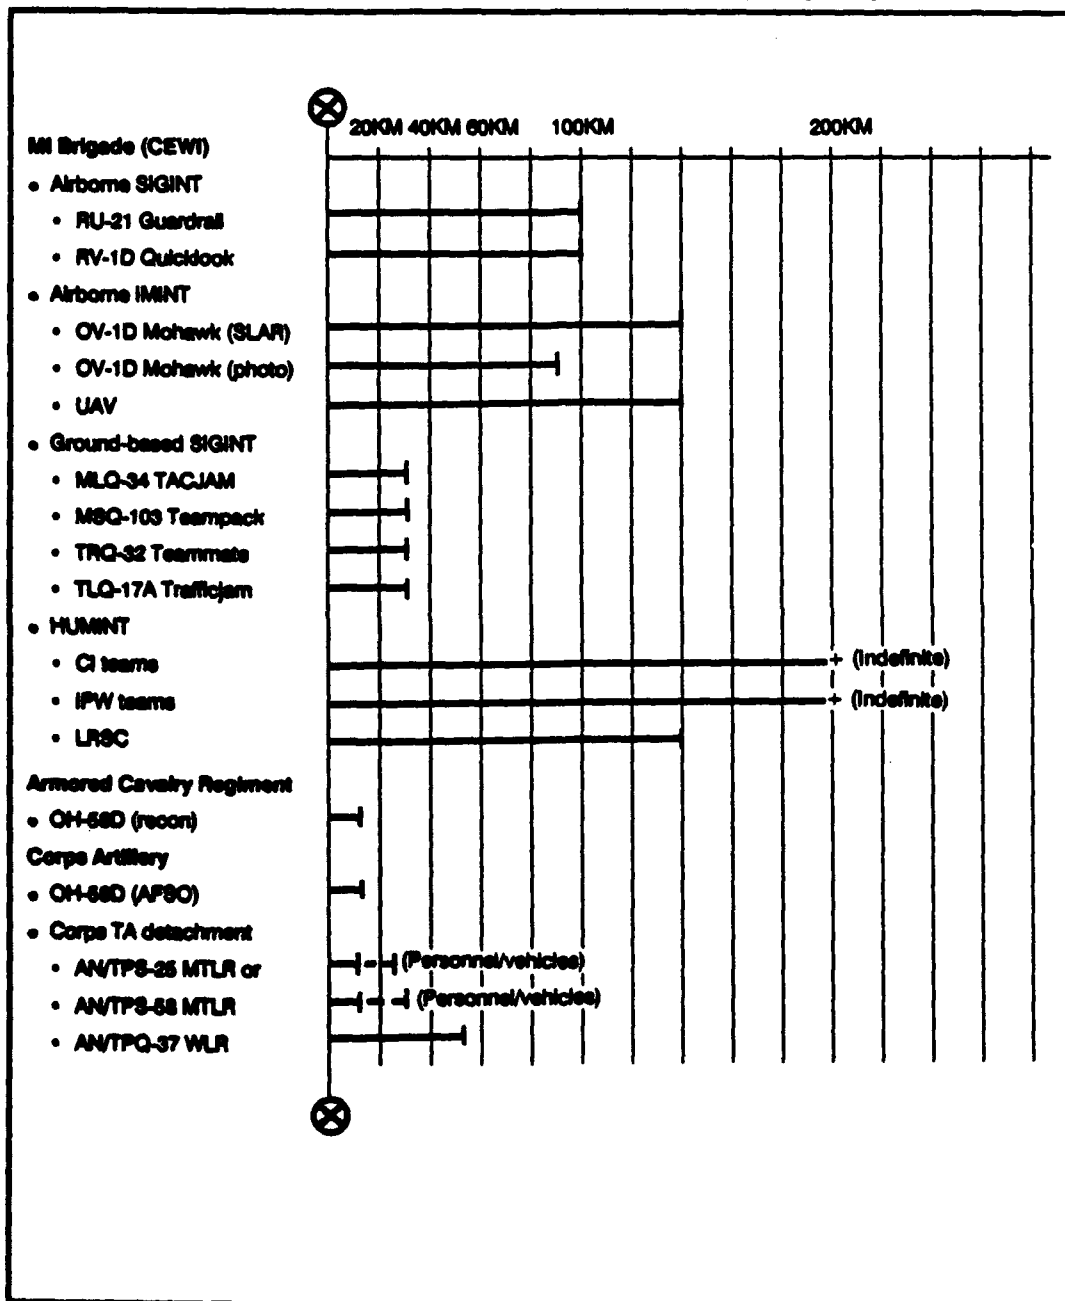 20KM 40KM 60KM 100KM 200KM
MI Brigade (CEWI)
• Airborne SIGINT
• RU-21 Guardrail
• RV-1D Quicklook
• Airborne IMINT
• OV-1D Mohawk (SLAR)
• OV-1D Mohawk (photo)
• UAV
• Ground-based SIGINT
• MLQ-34 TACJAM
• MSQ-103 Teampack
• TRQ-32 Teammate
• TLQ-17A Trafficjam
• HUMINT
• CI teams + (Indefinite)
• IPW teams + (Indefinite)
• LRSC
Armored Cavalry Regiment
• OH-58D (recon)
Corps Artillery
• OH-58D (AFSO)
• Corps TA detachment
• AN/TPS-25 MTLR or (Personnel/vehicles)
• AN/TPS-58 MTLR (Personnel/vehicles)
• AN/TPQ-37 WLR